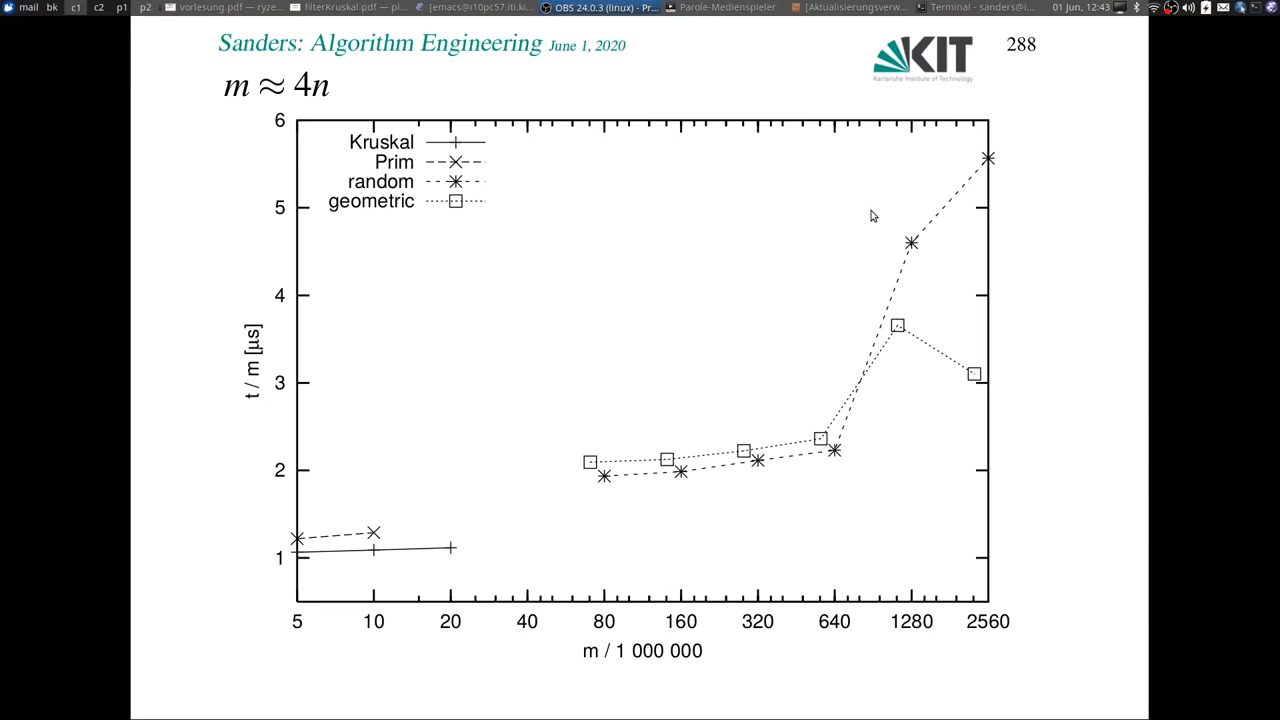 mail bk c1 c2 p1 p2 vorlesung.pdf — ryze... filterKruskal.pdf — pl... [emacs@i10pc57.iti.ki... OBS 24.0.3 (linux) - Pr... Parole-Medienspieler [Aktualisierungsverw... Terminal - sanders@i... 01 Jun, 12:43
Sanders: Algorithm Engineering June 1, 2020
KIT
Karlsruhe Institute of Technology
288
m ≈ 4n
Kruskal
Prim
random
geometric
6
5
4
3
2
1
t / m [µs]
5 10 20 40 80 160 320 640 1280 2560
m / 1 000 000